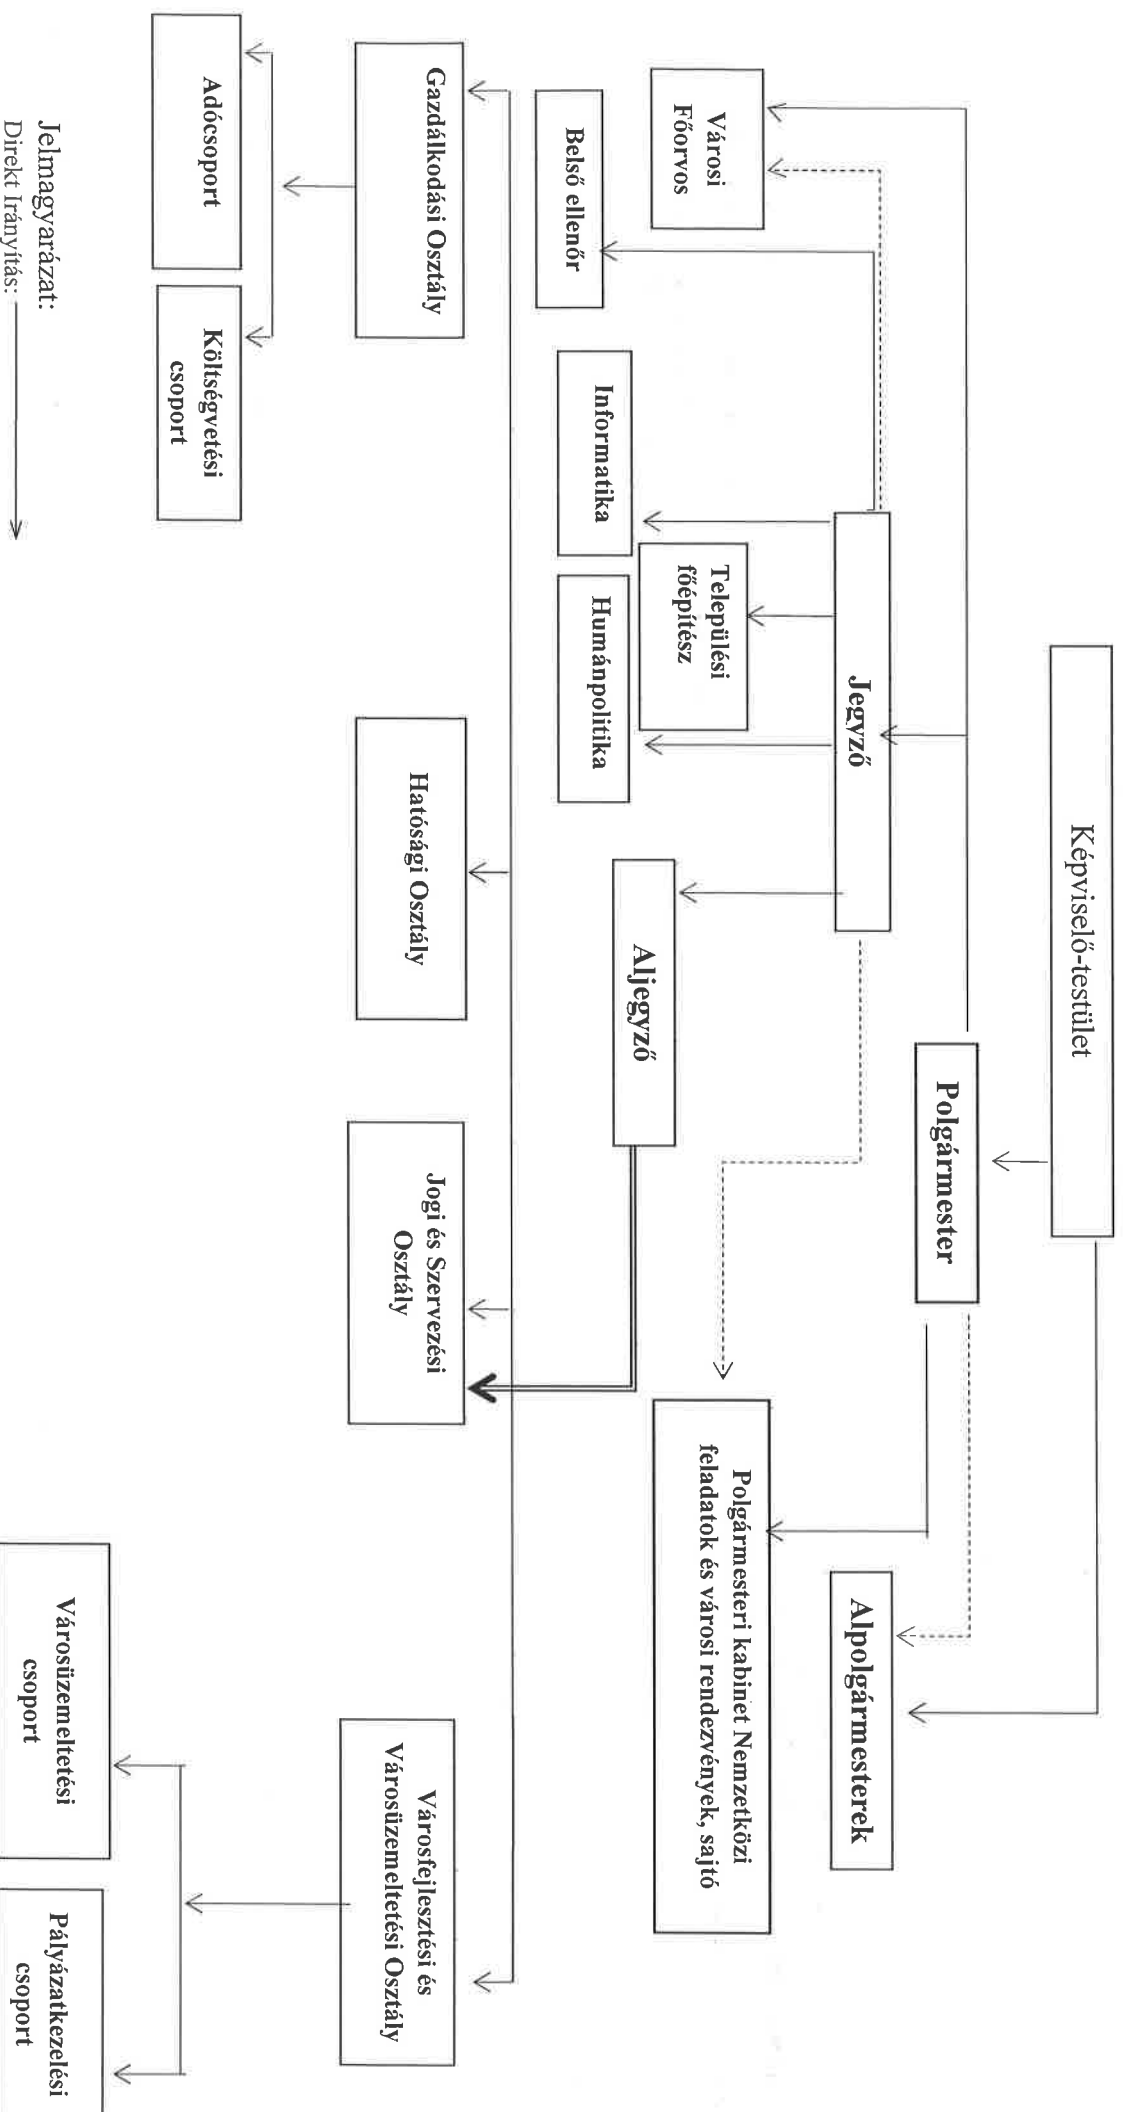 Képviselő-testület
Polgármester
Alpolgármesterek
Jegyző
Városi
Főorvos
Belső ellenőr
Informatika
Települési
főépítész
Humánpolitika
Aljegyző
Polgármesteri kabinet Nemzetközi
feladatok és városi rendezvények, sajtó
Gazdálkodási Osztály
Hatósági Osztály
Jogi és Szervezési
Osztály
Városfejlesztési és
Városüzemeltetési Osztály
Adócsoport
Költségvetési
csoport
Városüzemeltetési
csoport
Pályázatkezelési
csoport
Jelmagyarázat:
Direkt Irányítás: